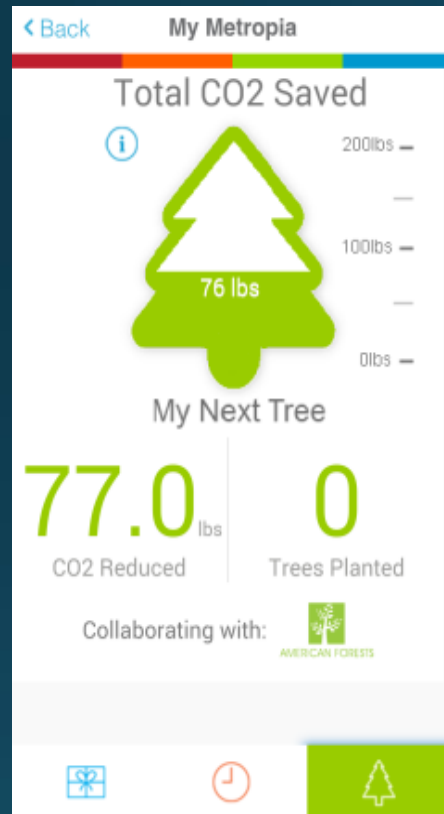 Back My Metropia
Total CO2 Saved
i
200lbs
100lbs
76 lbs
0lbs
My Next Tree
77.0 lbs 0
CO2 Reduced Trees Planted
Collaborating with:
AMERICAN FORESTS